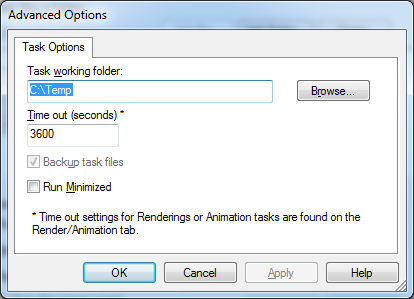 Advanced Options
Task Options
Task working folder:
C:\Temp
Browse...
Time out (seconds) *
3600
Backup task files
Run Minimized
* Time out settings for Renderings or Animation tasks are found on the
Render/Animation tab.
OK
Cancel
Apply
Help